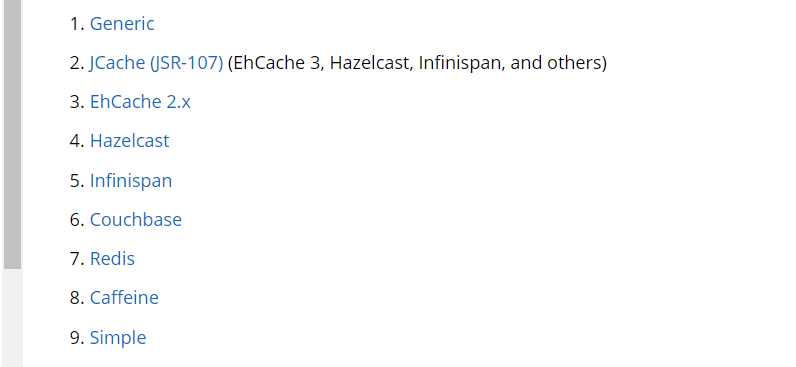 1. Generic
2. JCache (JSR-107) (EhCache 3, Hazelcast, Infinispan, and others)
3. EhCache 2.x
4. Hazelcast
5. Infinispan
6. Couchbase
7. Redis
8. Caffeine
9. Simple